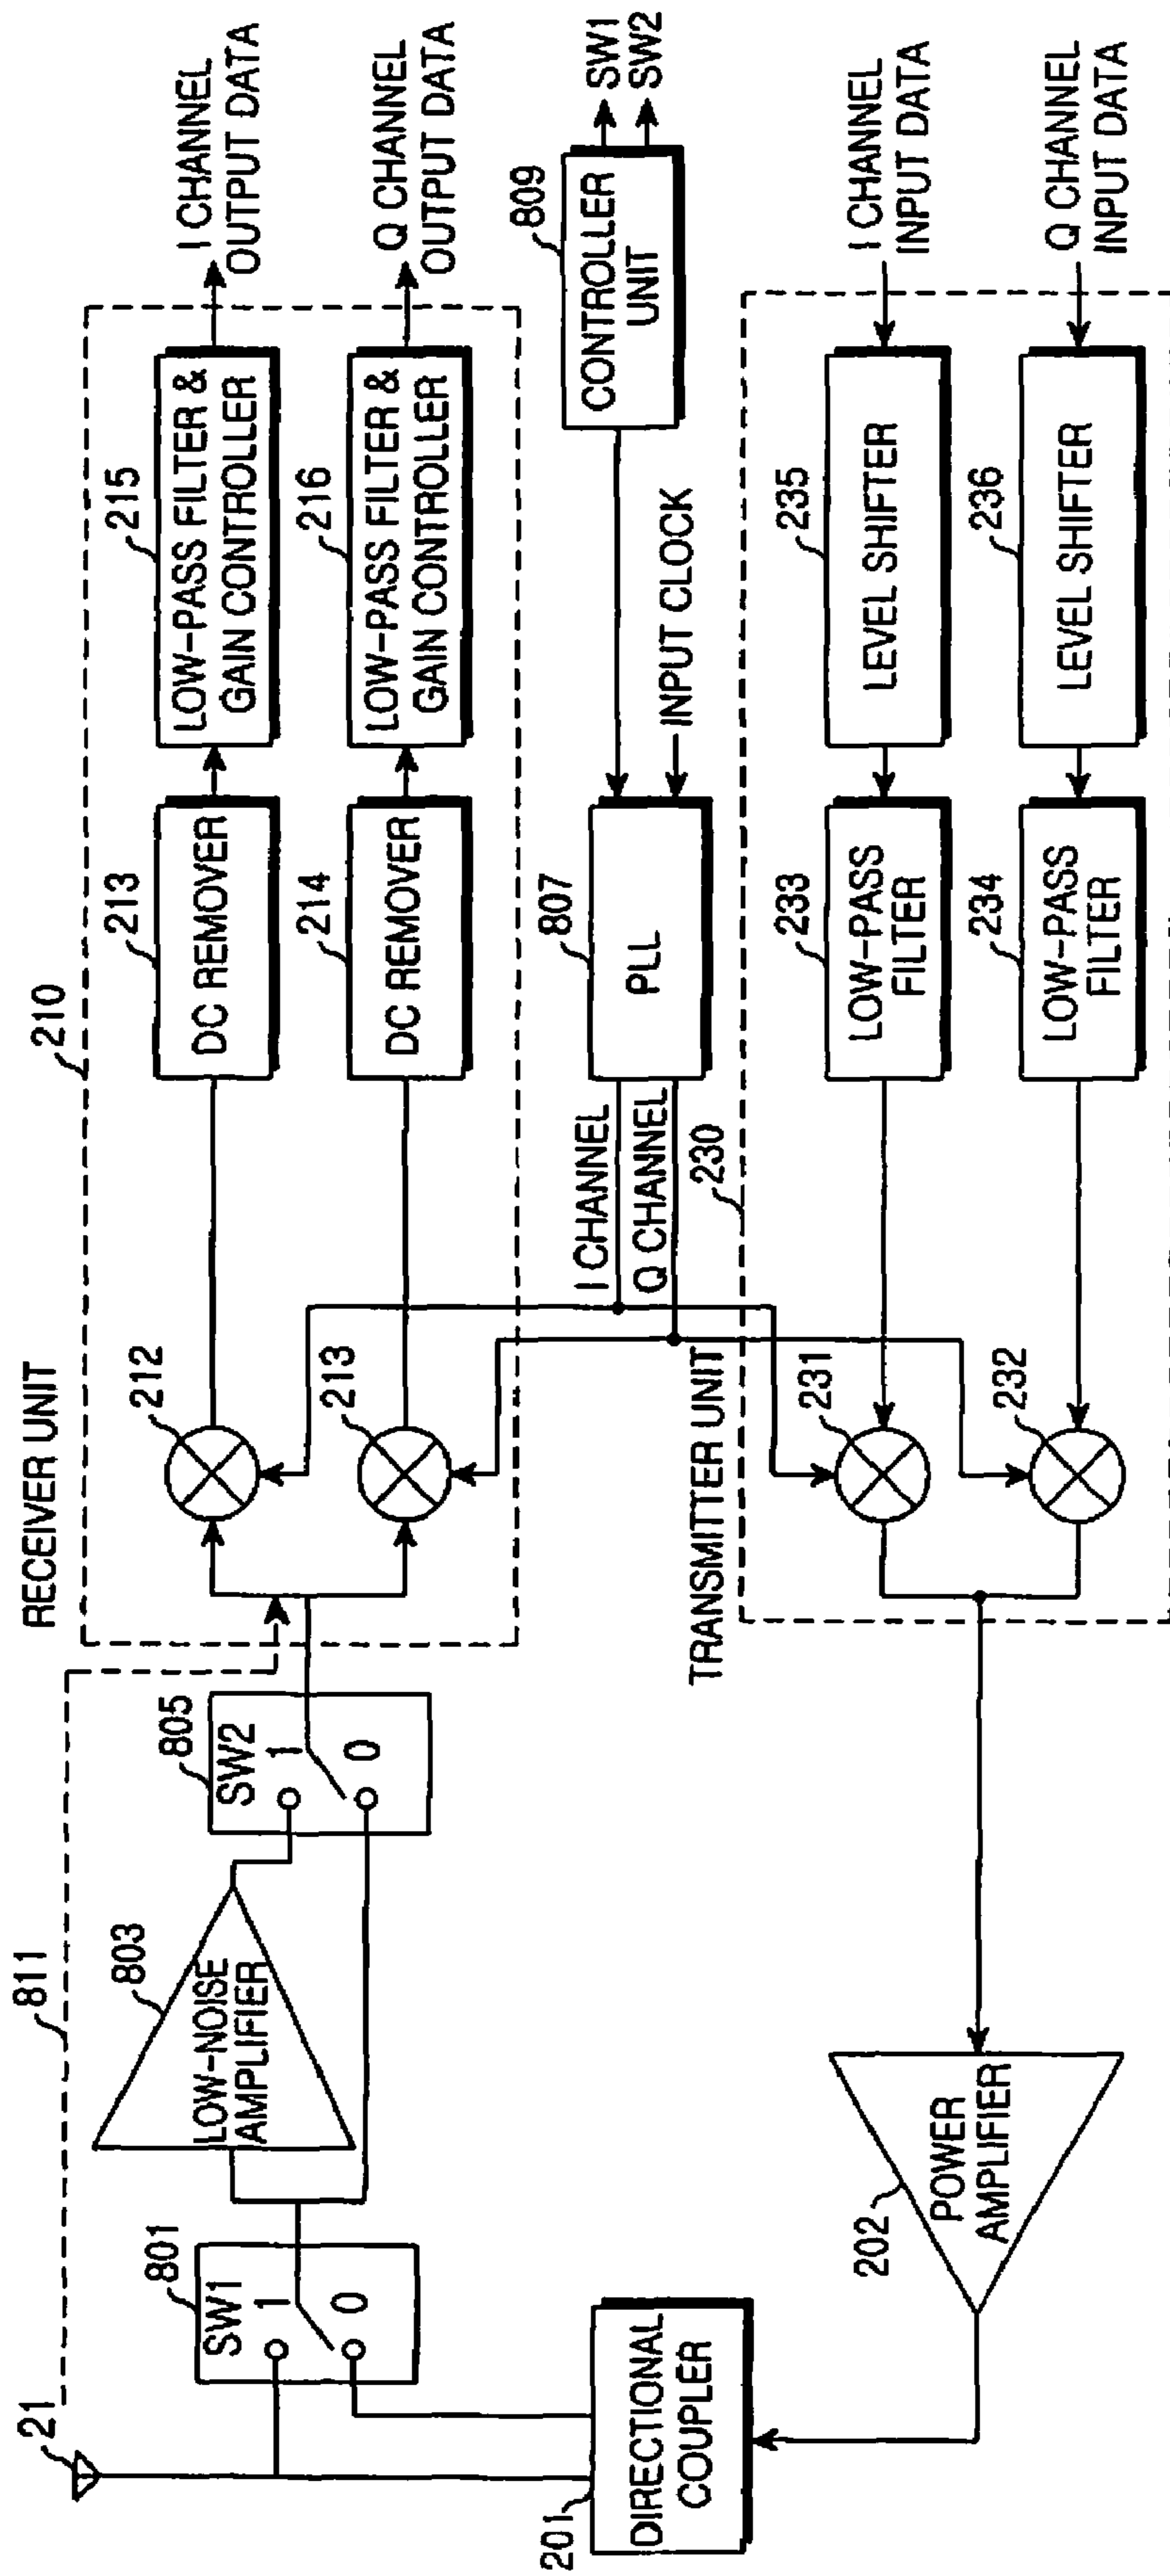 RECEIVER UNIT
811
21
801
SW1
1
0
803
LOW-NOISE
AMPLIFIER
805
SW2
1
0
210
212
213
213
DC REMOVER
214
DC REMOVER
215
LOW-PASS FILTER &
GAIN CONTROLLER
216
LOW-PASS FILTER &
GAIN CONTROLLER
I CHANNEL
OUTPUT DATA
Q CHANNEL
OUTPUT DATA
I CHANNEL
Q CHANNEL
807
PLL
INPUT CLOCK
809
CONTROLLER
UNIT
SW1
SW2
201
DIRECTIONAL
COUPLER
202
POWER
AMPLIFIER
TRANSMITTER UNIT
230
231
232
233
LOW-PASS
FILTER
234
LOW-PASS
FILTER
235
LEVEL SHIFTER
236
LEVEL SHIFTER
I CHANNEL
INPUT DATA
Q CHANNEL
INPUT DATA